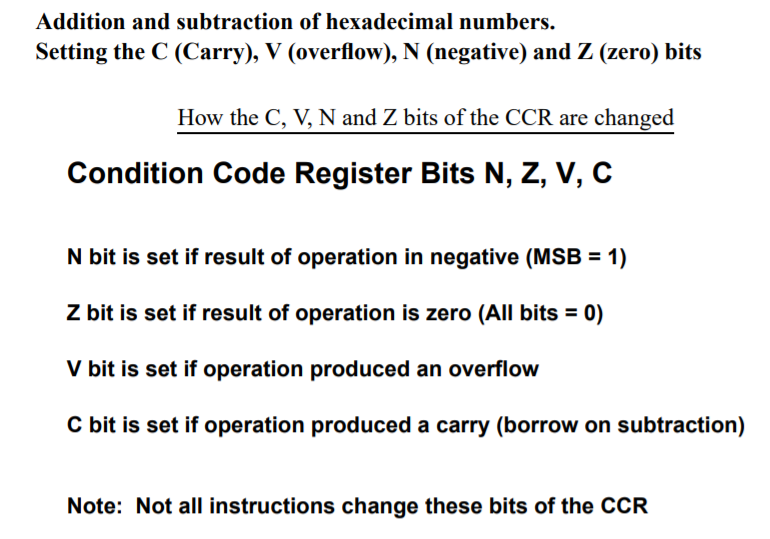 Addition and subtraction of hexadecimal numbers.
Setting the C (Carry), V (overflow), N (negative) and Z (zero) bits
How the C, V, N and Z bits of the CCR are changed
Condition Code Register Bits N, Z, V, C
N bit is set if result of operation in negative (MSB = 1)
Z bit is set if result of operation is zero (All bits = 0)
V bit is set if operation produced an overflow
C bit is set if operation produced a carry (borrow on subtraction)
Note: Not all instructions change these bits of the CCR